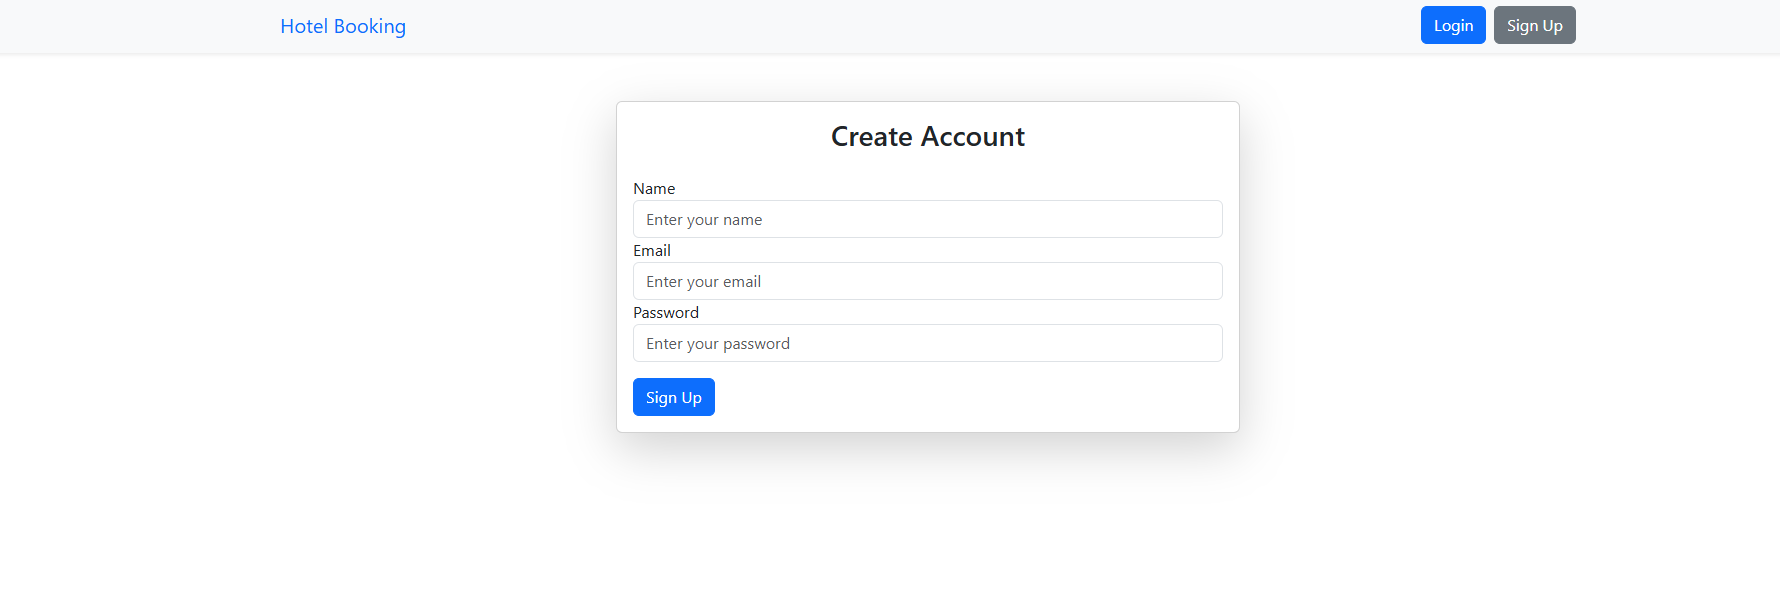 Hotel Booking
Login
Sign Up
Create Account
Name
Enter your name
Email
Enter your email
Password
Enter your password
Sign Up